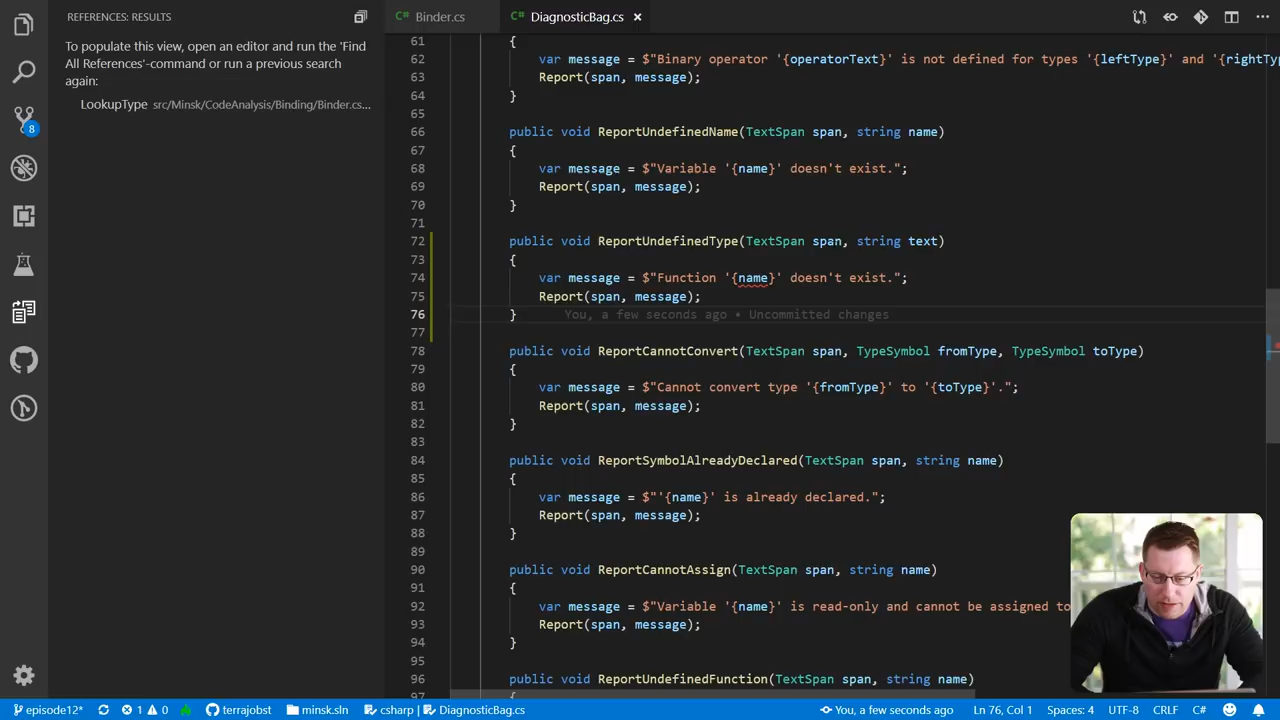 REFERENCES: RESULTS
To populate this view, open an editor and run the 'Find
All References'-command or run a previous search
again:
LookupType src/Minsk/CodeAnalysis/Binding/Binder.cs...
8
C# Binder.cs
C# DiagnosticBag.cs ×
61 {
62 var message = $"Binary operator '{operatorText}' is not defined for types '{leftType}' and '{rightTyp
63 Report(span, message);
64 }
65
66 public void ReportUndefinedName(TextSpan span, string name)
67 {
68 var message = $"Variable '{name}' doesn't exist.";
69 Report(span, message);
70 }
71
72 public void ReportUndefinedType(TextSpan span, string text)
73 {
74 var message = $"Function '{name}' doesn't exist.";
75 Report(span, message);
76 } You, a few seconds ago • Uncommitted changes
77
78 public void ReportCannotConvert(TextSpan span, TypeSymbol fromType, TypeSymbol toType)
79 {
80 var message = $"Cannot convert type '{fromType}' to '{toType}'.";
81 Report(span, message);
82 }
83
84 public void ReportSymbolAlreadyDeclared(TextSpan span, string name)
85 {
86 var message = $"'{name}' is already declared.";
87 Report(span, message);
88 }
89
90 public void ReportCannotAssign(TextSpan span, string name)
91 {
92 var message = $"Variable '{name}' is read-only and cannot be assigned to
93 Report(span, message);
94 }
95
96 public void ReportUndefinedFunction(TextSpan span, string name)
97 {
episode12* 1 0 terrajobst minsk.sln csharp | DiagnosticBag.cs You, a few seconds ago Ln 76, Col 1 Spaces: 4 UTF-8 CRLF C#